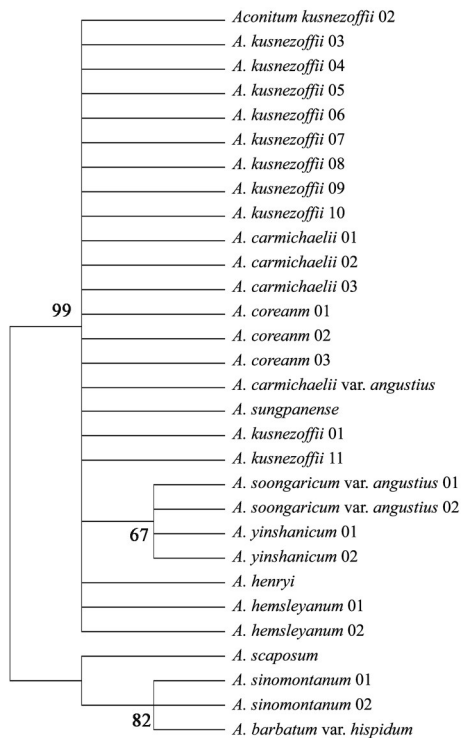 Aconitum kusnezoffii 02
A. kusnezoffii 03
A. kusnezoffii 04
A. kusnezoffii 05
A. kusnezoffii 06
A. kusnezoffii 07
A. kusnezoffii 08
A. kusnezoffii 09
A. kusnezoffii 10
A. carmichaelii 01
A. carmichaelii 02
A. carmichaelii 03
99
A. coreanm 01
A. coreanm 02
A. coreanm 03
A. carmichaelii var. angustius
A. sungpanense
A. kusnezoffii 01
A. kusnezoffii 11
A. soongaricum var. angustius 01
A. soongaricum var. angustius 02
67
A. yinshanicum 01
A. yinshanicum 02
A. henryi
A. hemsleyanum 01
A. hemsleyanum 02
A. scaposum
A. sinomontanum 01
A. sinomontanum 02
82
A. barbatum var. hispidum